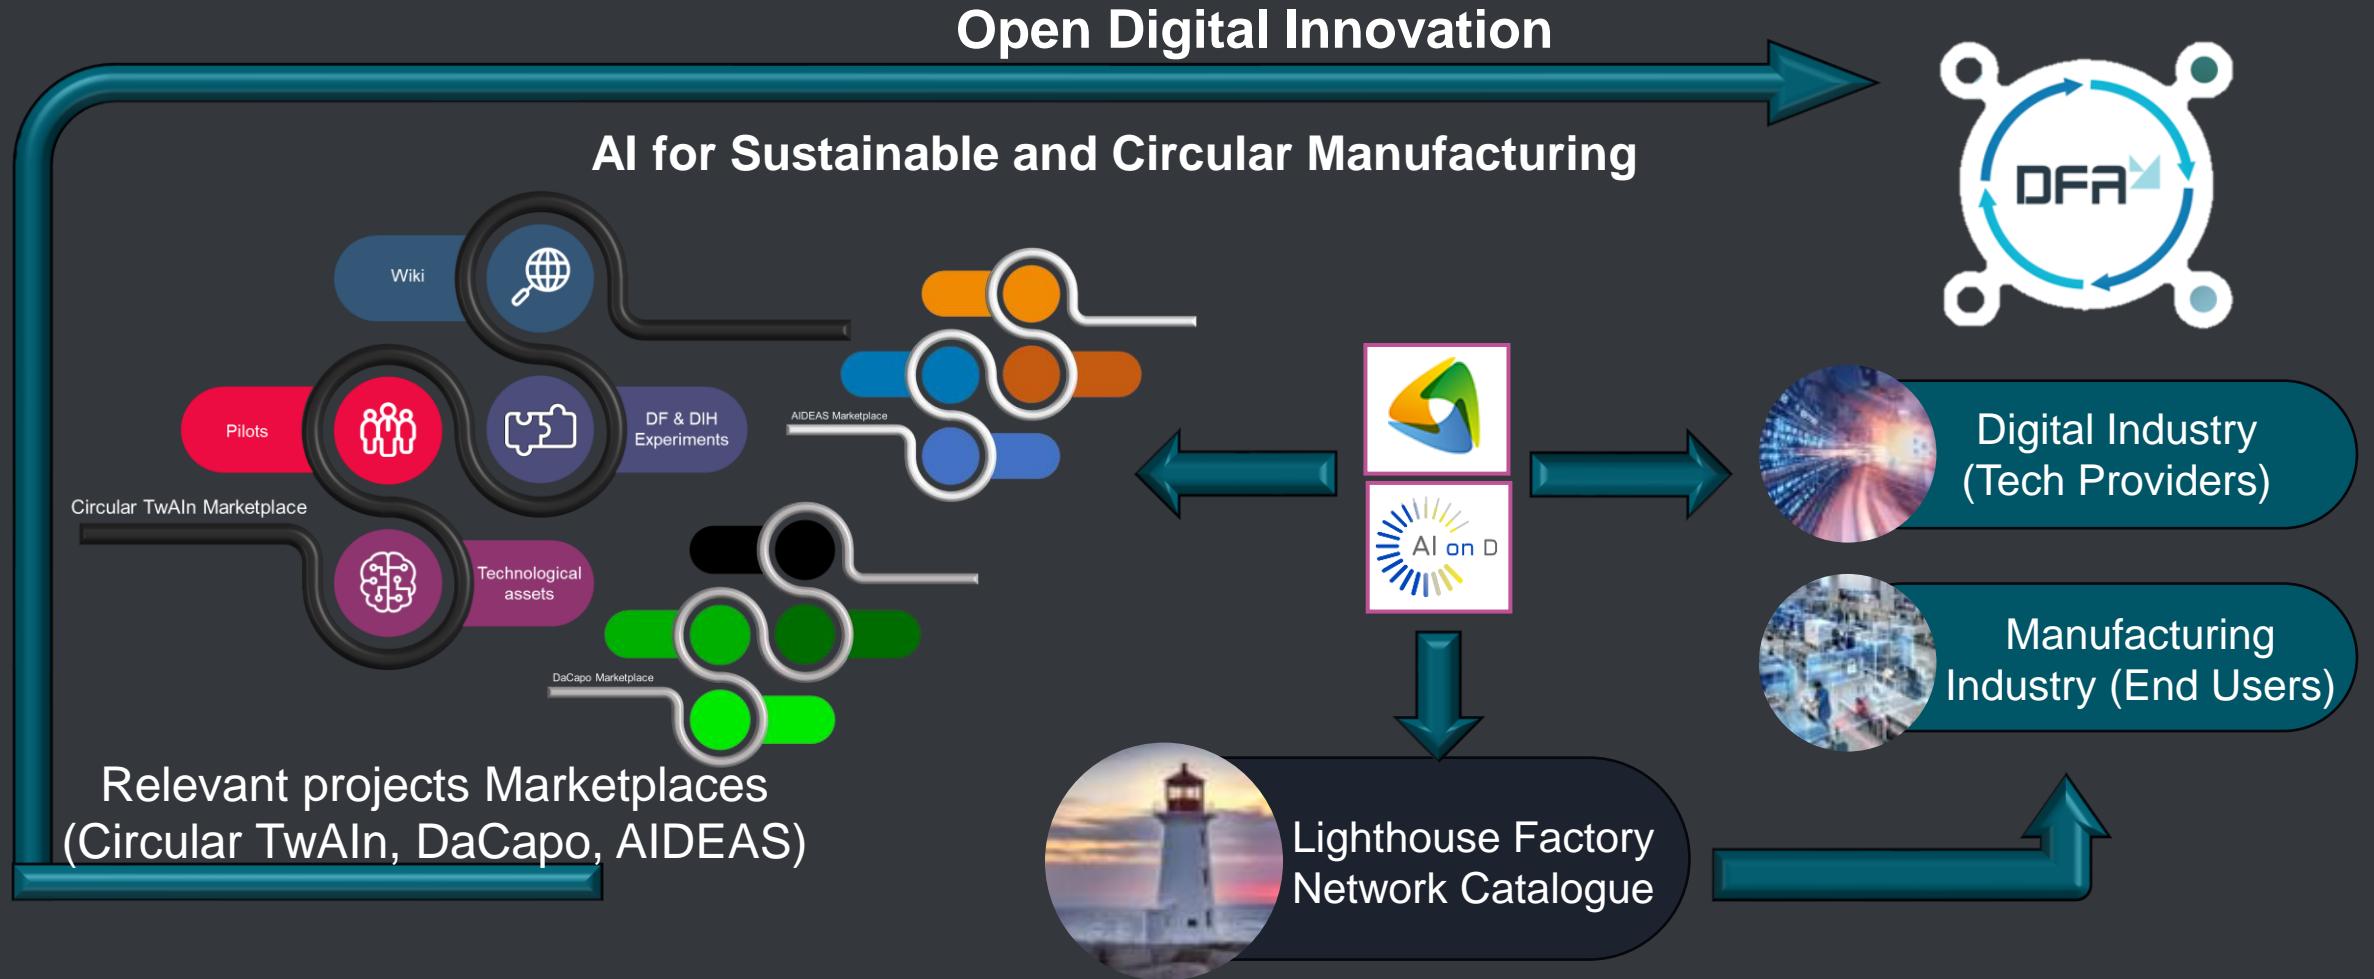 Open Digital Innovation
AI for Sustainable and Circular Manufacturing
DFA
Wiki
Pilots
DF & DIH
Experiments
Circular TwAIn Marketplace
Technological
assets
AIDEAS Marketplace
DaCapo Marketplace
AI on D
Digital Industry
(Tech Providers)
Manufacturing
Industry (End Users)
Relevant projects Marketplaces
(Circular TwAIn, DaCapo, AIDEAS)
Lighthouse Factory
Network Catalogue